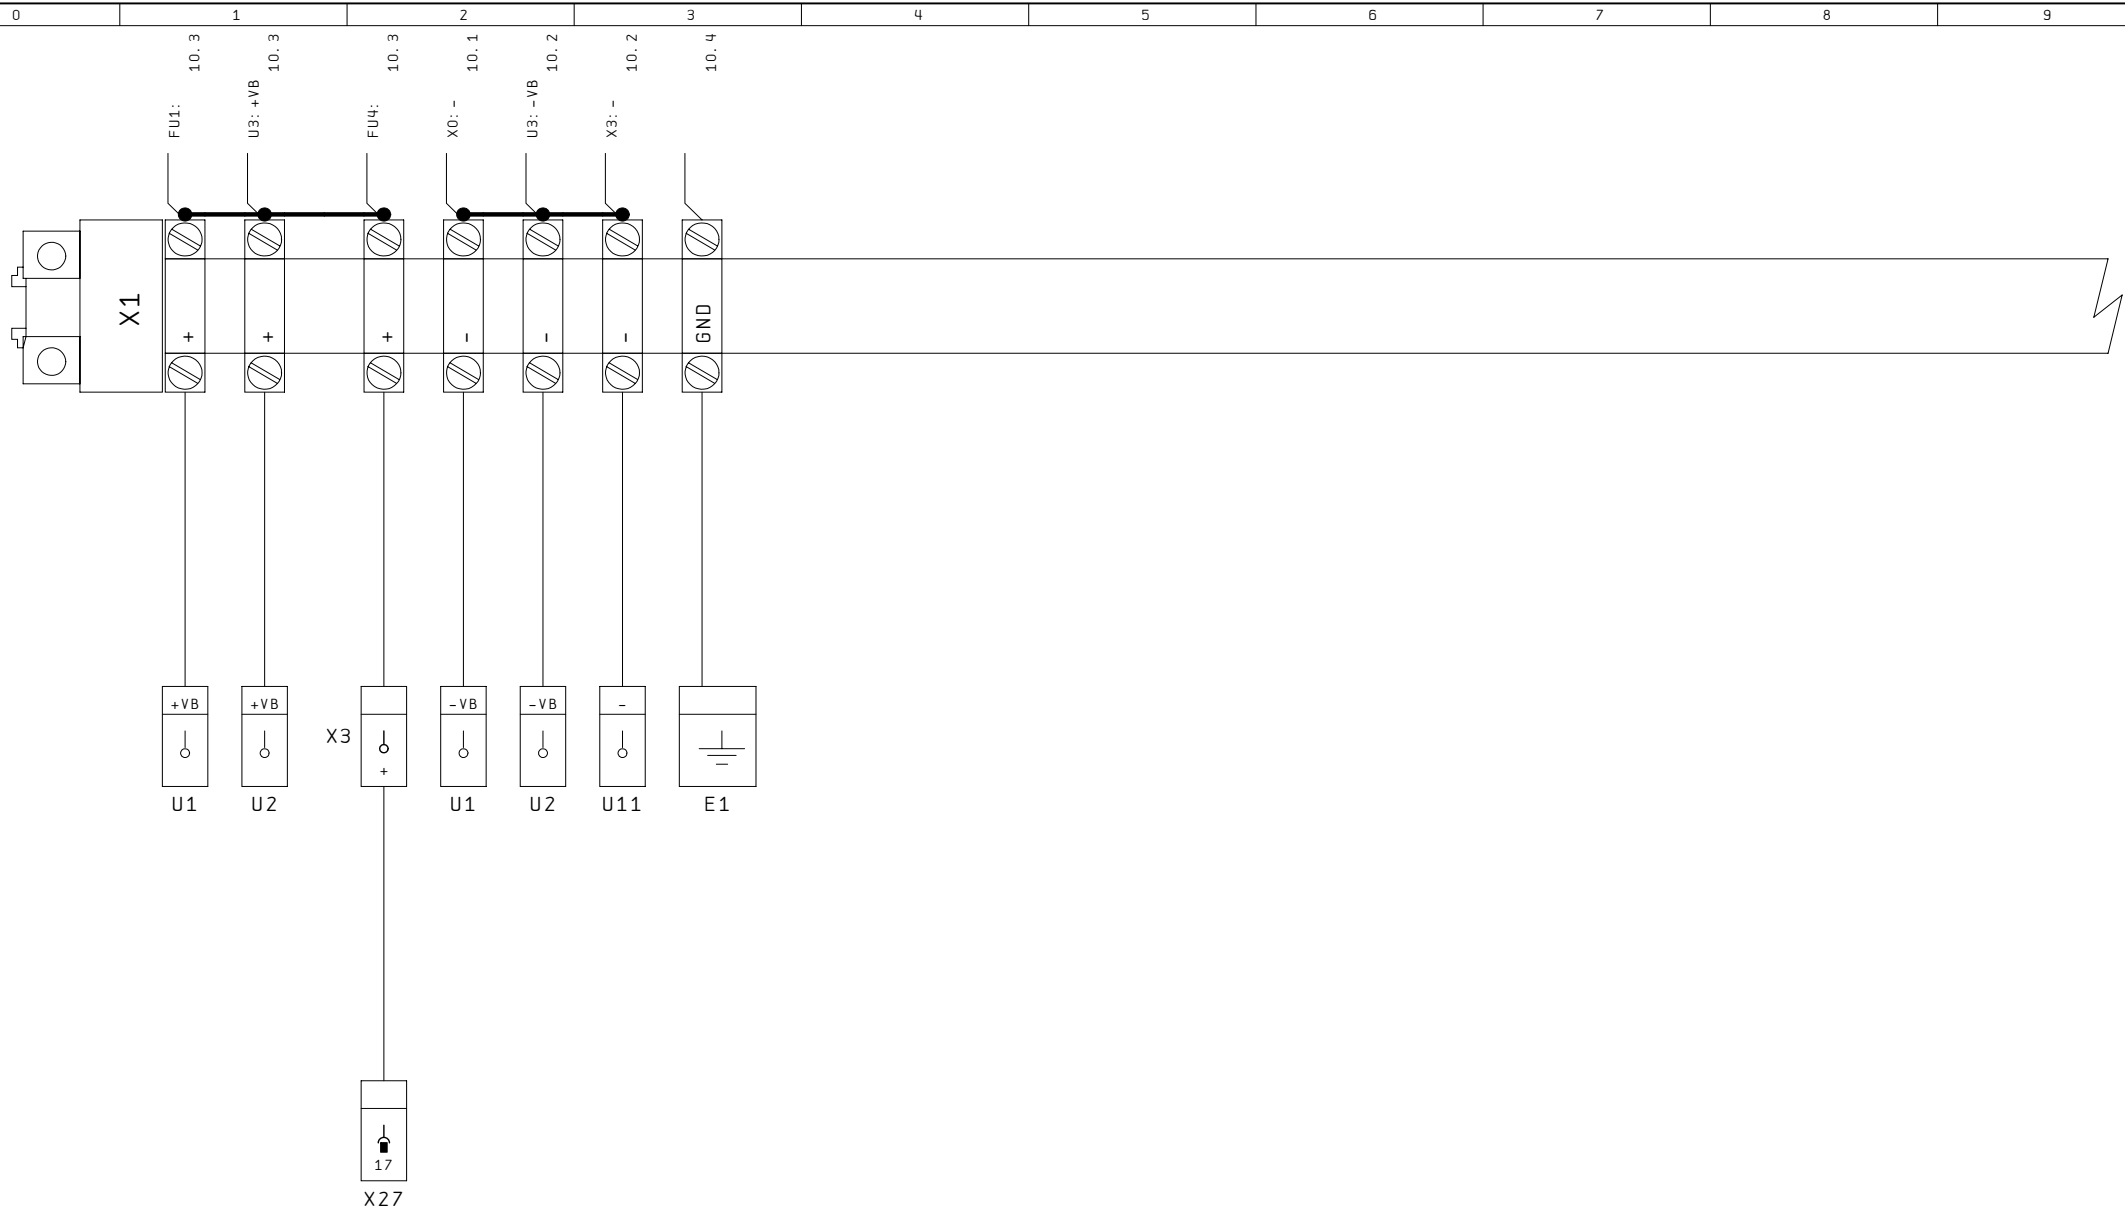 0 1 2 3 4 5 6 7 8 9
10.3 10.3 10.3 10.1 10.2 10.2 10.4
FU1: U3:+VB FU4: X0:- U3:-VB X3:-
X1 + + + - - - GND
+VB +VB -VB -VB -
X3
+
U1 U2 U1 U2 U11 E1
17
X27